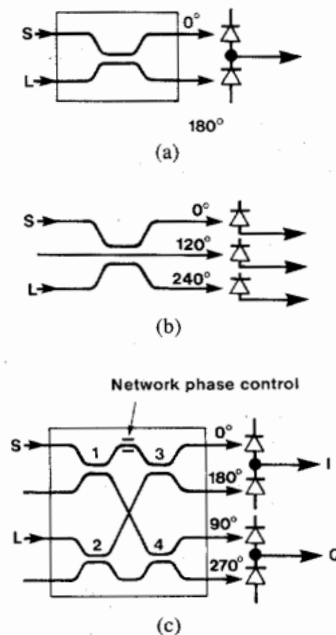 S
0°
L
180°
(a)
S
0°
120°
L
240°
(b)
Network phase control
S
1
3
0°
I
180°
L
2
4
90°
Q
270°
(c)